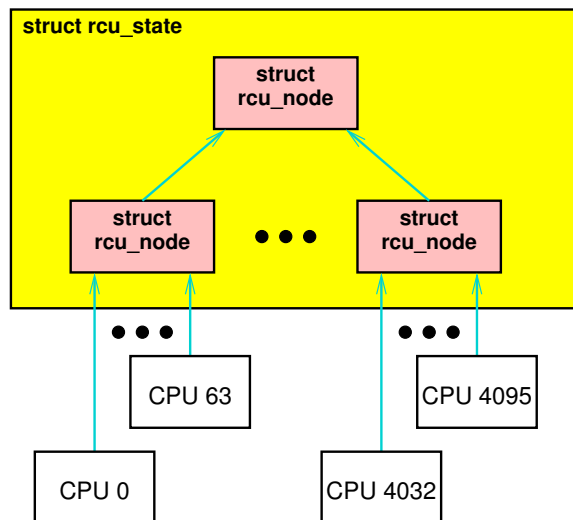 struct rcu_state
struct
rcu_node
struct
rcu_node
struct
rcu_node
CPU 63
CPU 4095
CPU 0
CPU 4032